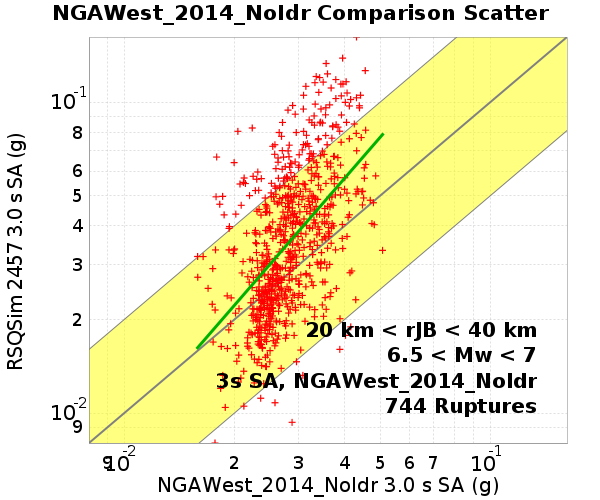 NGAWest_2014_NoIdr Comparison Scatter
RSQSim 2457 3.0 s SA (g)
10⁻¹
8
6
5
4
3
2
10⁻²
9
20 km < rJB < 40 km
6.5 < Mw < 7
3s SA, NGAWest_2014_NoIdr
744 Ruptures
9 10⁻² 2 3 4 5 6 7 10⁻¹
NGAWest_2014_NoIdr 3.0 s SA (g)